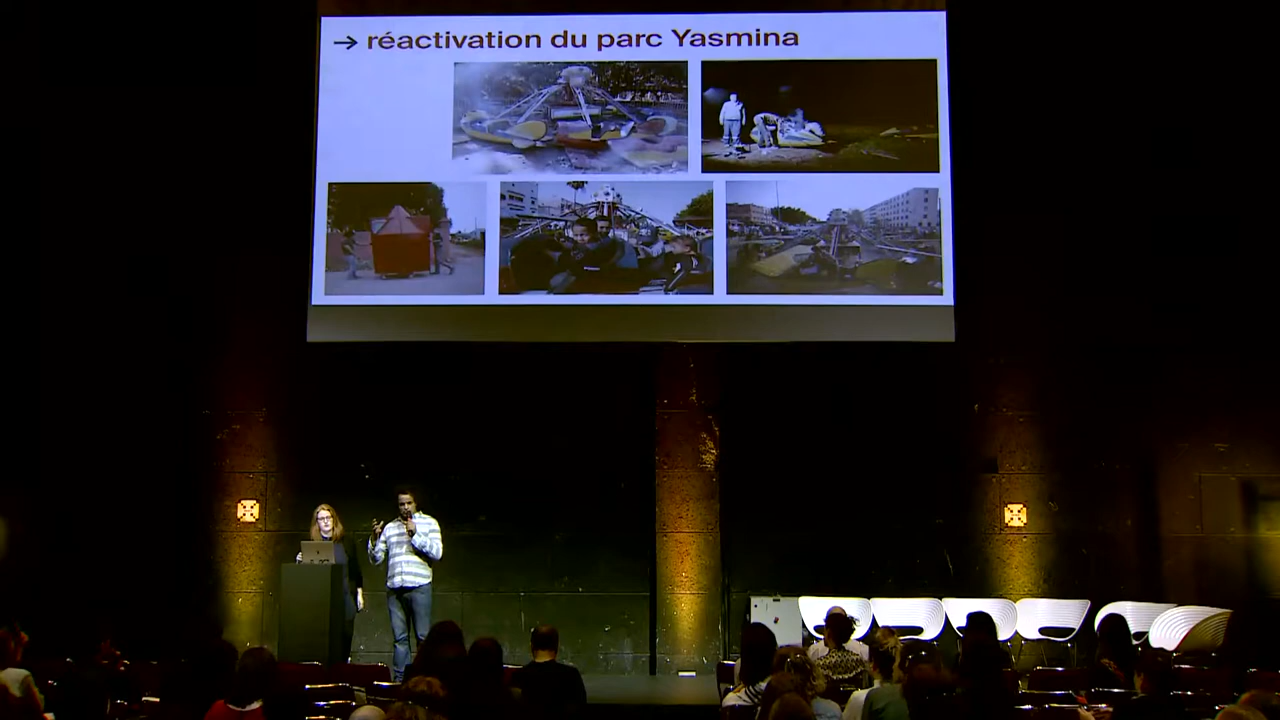 → réactivation du parc Yasmina